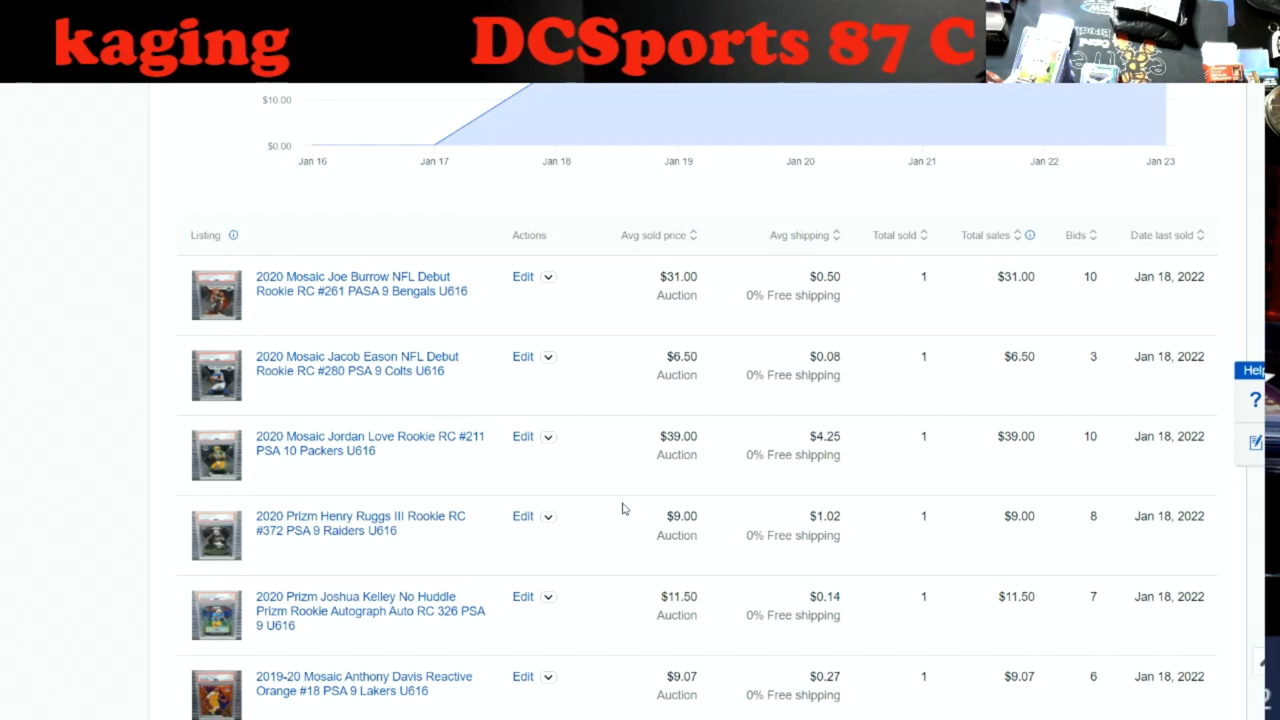 kaging DCSports 87 C
$10.00
$0.00
Jan 16 Jan 17 Jan 18 Jan 19 Jan 20 Jan 21 Jan 22 Jan 23
Listing Actions Avg sold price Avg shipping Total sold Total sales Bids Date last sold
2020 Mosaic Joe Burrow NFL Debut Edit $31.00 $0.50 1 $31.00 10 Jan 18, 2022
Rookie RC #261 PASA 9 Bengals U616 Auction 0% Free shipping
2020 Mosaic Jacob Eason NFL Debut Edit $6.50 $0.08 1 $6.50 3 Jan 18, 2022
Rookie RC #280 PSA 9 Colts U616 Auction 0% Free shipping
Help
?
2020 Mosaic Jordan Love Rookie RC #211 Edit $39.00 $4.25 1 $39.00 10 Jan 18, 2022
PSA 10 Packers U616 Auction 0% Free shipping
2020 Prizm Henry Ruggs III Rookie RC Edit $9.00 $1.02 1 $9.00 8 Jan 18, 2022
#372 PSA 9 Raiders U616 Auction 0% Free shipping
2020 Prizm Joshua Kelley No Huddle Edit $11.50 $0.14 1 $11.50 7 Jan 18, 2022
Prizm Rookie Autograph Auto RC 326 PSA Auction 0% Free shipping
9 U616
2019-20 Mosaic Anthony Davis Reactive Edit $9.07 $0.27 1 $9.07 6 Jan 18, 2022
Orange #18 PSA 9 Lakers U616 Auction 0% Free shipping